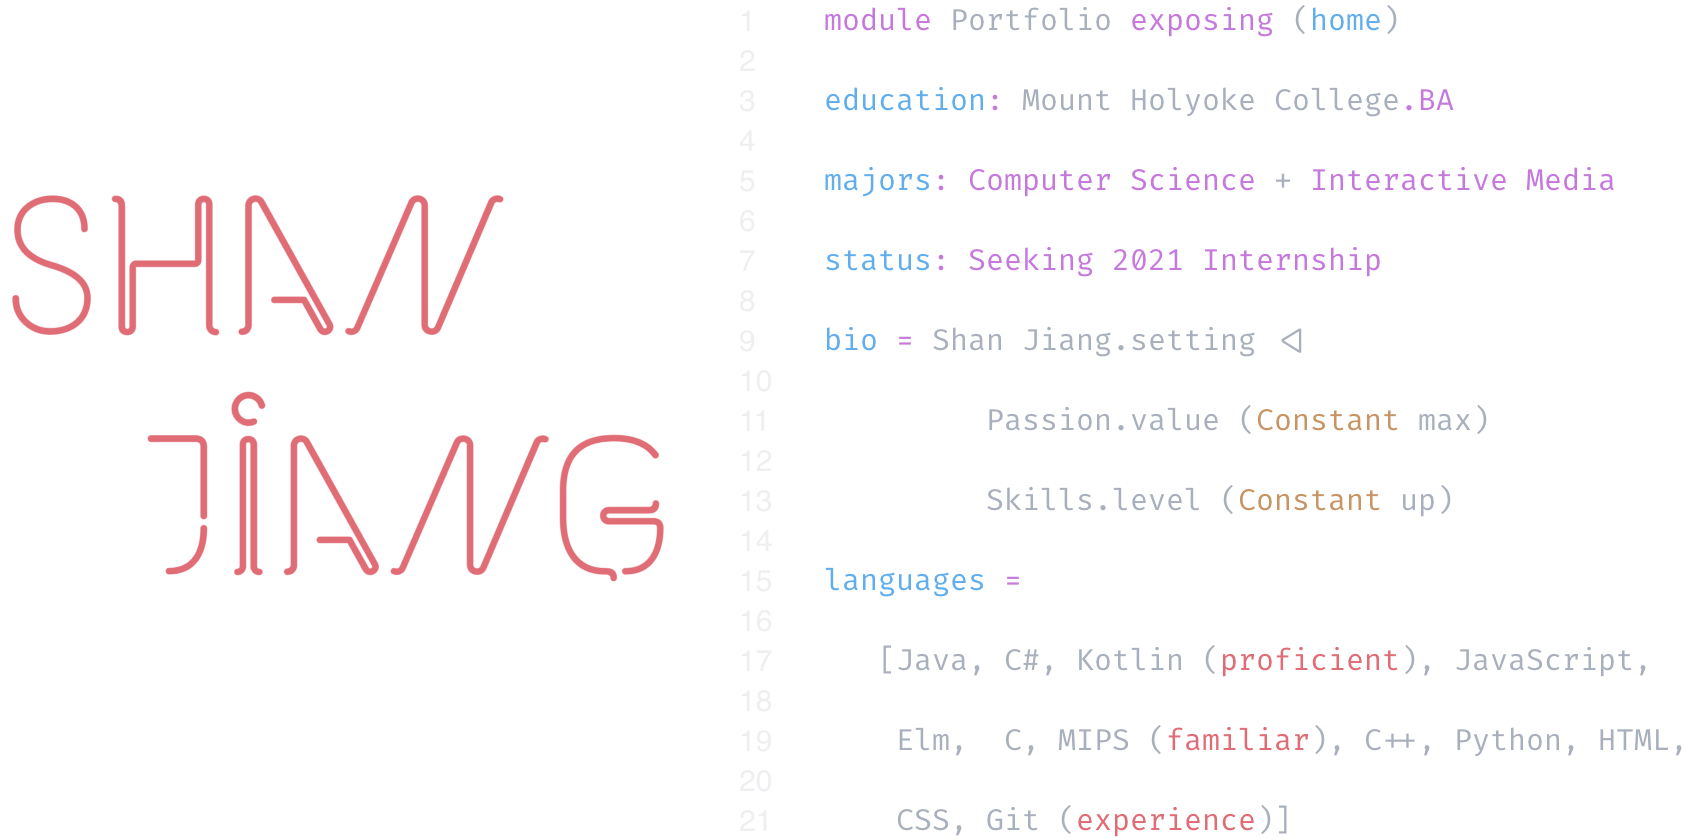 SHAN
JiANG
1 module Portfolio exposing (home)
2
3 education: Mount Holyoke College.BA
4
5 majors: Computer Science + Interactive Media
6
7 status: Seeking 2021 Internship
8
9 bio = Shan Jiang.setting <|
10
11 Passion.value (Constant max)
12
13 Skills.level (Constant up)
14
15 languages =
16
17 [Java, C#, Kotlin (proficient), JavaScript,
18
19 Elm, C, MIPS (familiar), C++, Python, HTML,
20
21 CSS, Git (experience)]